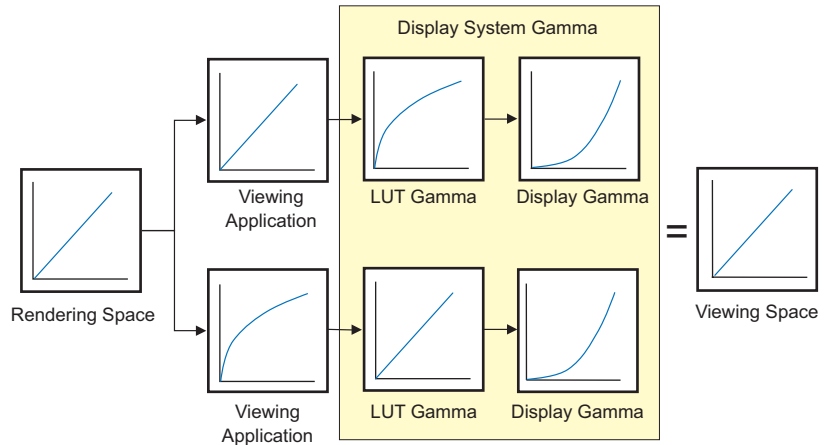 Display System Gamma
Viewing
Application
LUT Gamma
Display Gamma
Rendering Space
=
Viewing Space
Viewing
Application
LUT Gamma
Display Gamma